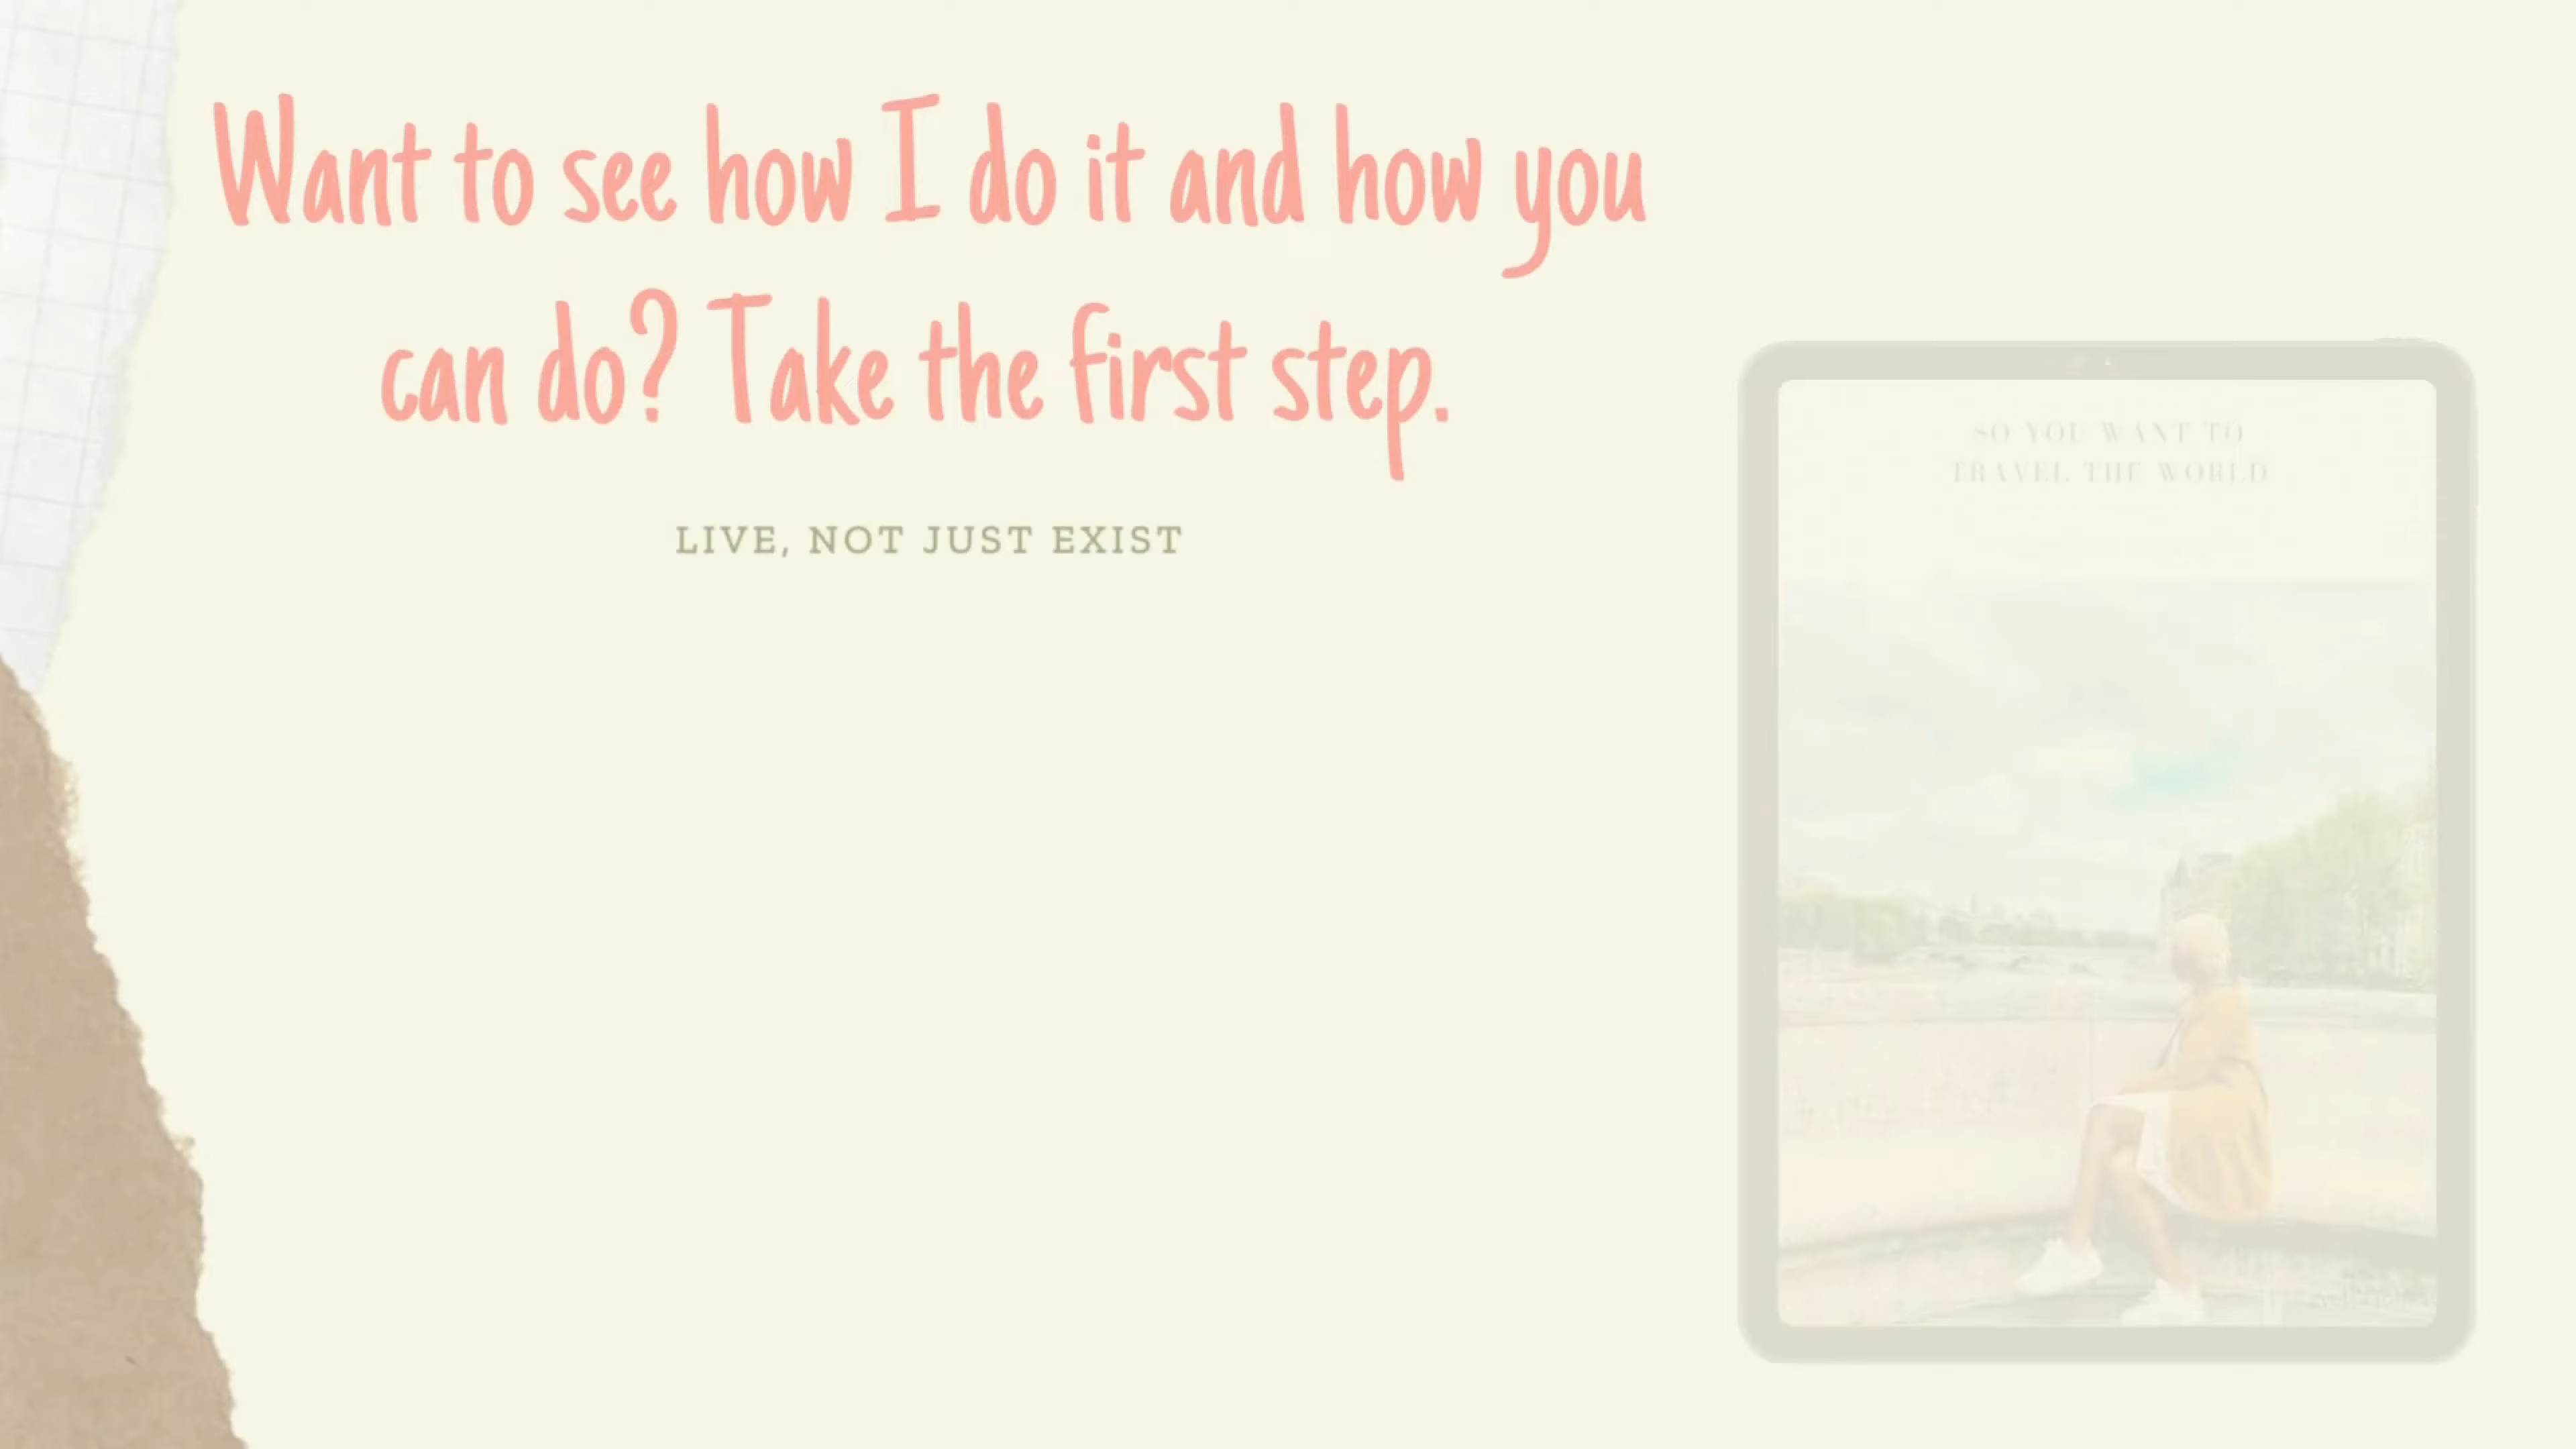 Want to see how I do it and how you
can do? Take the first step.
LIVE, NOT JUST EXIST
SO YOU WANT TO
TRAVEL THE WORLD